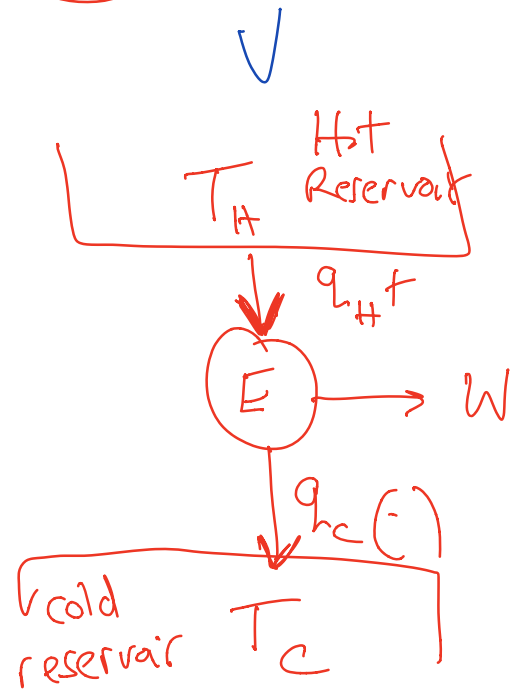 V
Hot
Reservoir
T_H
q_H +
E
W
q_c (-)
cold
reservoir
T_C